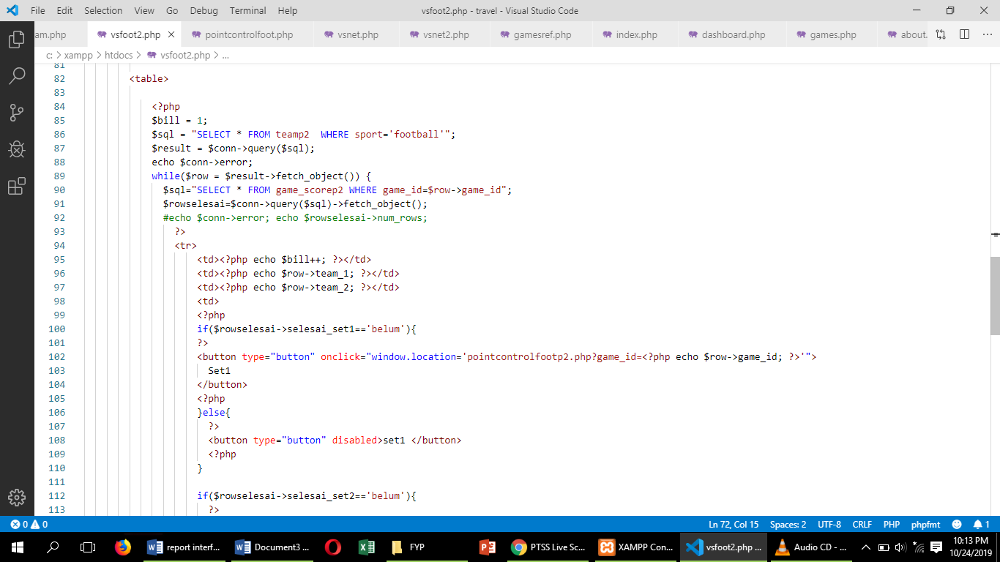 File Edit Selection View Go Debug Terminal Help vsfoot2.php - travel - Visual Studio Code
am.php vsfoot2.php pointcontrolfoot.php vsnet.php vsnet2.php gamesref.php index.php dashboard.php games.php about.
c: > xampp > htdocs > vsfoot2.php > ...
81
82 <table>
83
84 <?php
85 $bill = 1;
86 $sql = "SELECT * FROM teamp2  WHERE sport='football'";
87 $result = $conn->query($sql);
88 echo $conn->error;
89 while($row = $result->fetch_object()) {
90 $sql="SELECT * FROM game_scorep2 WHERE game_id=$row->game_id";
91 $rowselesai=$conn->query($sql)->fetch_object();
92 #echo $conn->error; echo $rowselesai->num_rows;
93 ?>
94 <tr>
95 <td><?php echo $bill++; ?></td>
96 <td><?php echo $row->team_1; ?></td>
97 <td><?php echo $row->team_2; ?></td>
98 <td>
99 <?php
100 if($rowselesai->selesai_set1=='belum'){
101 ?>
102 <button type="button" onclick="window.location='pointcontrolfootp2.php?game_id=<?php echo $row->game_id; ?>'">
103 Set1
104 </button>
105 <?php
106 }else{
107 ?>
108 <button type="button" disabled>set1 </button>
109 <?php
110 }
111
112 if($rowselesai->selesai_set2=='belum'){
113 ?>
0 0 Ln 72, Col 15 Spaces: 2 UTF-8 CRLF PHP phpfmt 1
report interf... Document3 ... FYP PTSS Live Sc... XAMPP Con... vsfoot2.php ... Audio CD - ... 10:13 PM
10/24/2019